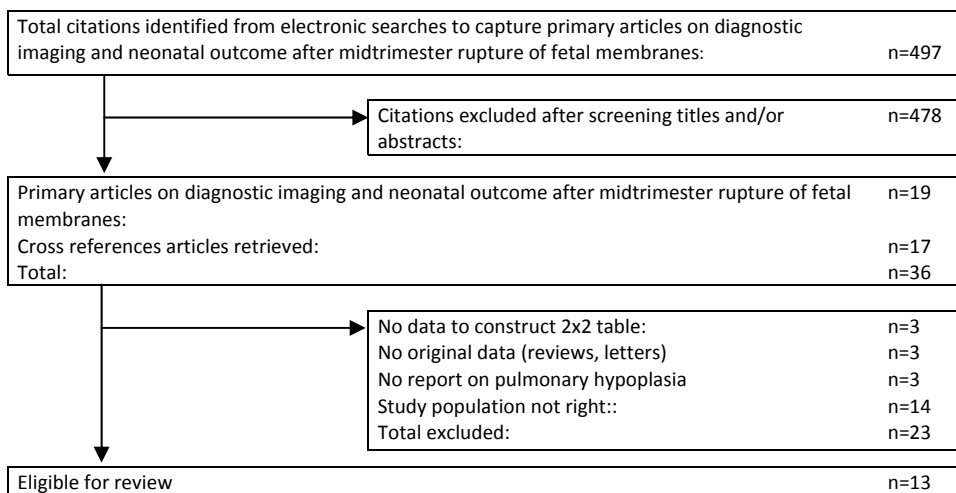 Total citations identified from electronic searches to capture primary articles on diagnostic
imaging and neonatal outcome after midtrimester rupture of fetal membranes: n=497
Citations excluded after screening titles and/or n=478
abstracts:
Primary articles on diagnostic imaging and neonatal outcome after midtrimester rupture of fetal n=19
membranes:
Cross references articles retrieved: n=17
Total: n=36
No data to construct 2x2 table: n=3
No original data (reviews, letters) n=3
No report on pulmonary hypoplasia n=3
Study population not right:: n=14
Total excluded: n=23
Eligible for review n=13